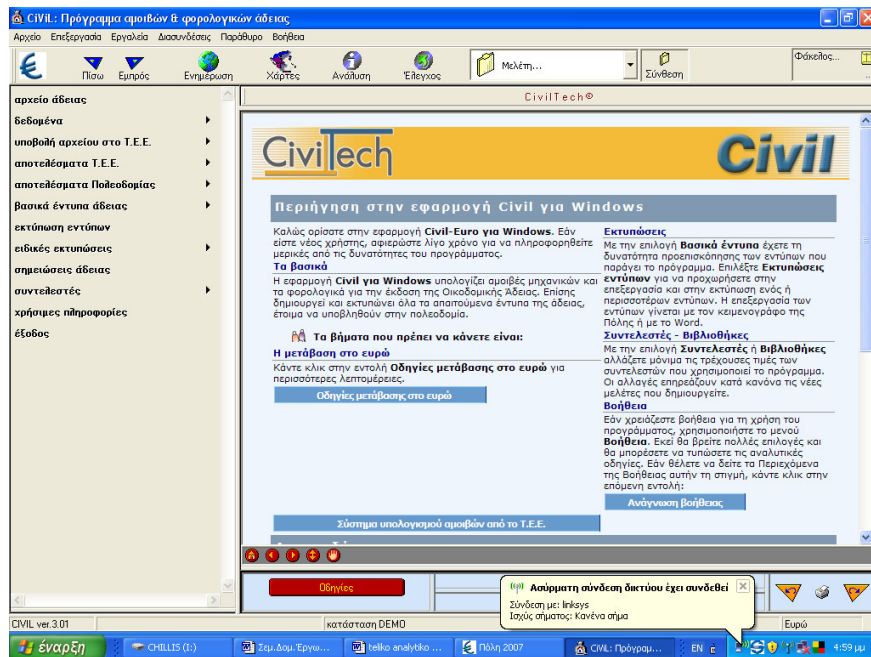 CiViL: Πρόγραμμα αμοιβών & φορολογικών άδειας
Αρχείο Επεξεργασία Εργαλεία Διασυνδέσεις Παράθυρο Βοήθεια
Πίσω Εμπρός Ενημέρωση Χάρτες Ανάλυση Έλεγχος Μελέτη... Σύνθεση Φάκελος...
αρχείο άδειας
δεδομένα
υποβολή αρχείου στο Τ.Ε.Ε.
αποτελέσματα Τ.Ε.Ε.
αποτελέσματα Πολεοδομίας
βασικά έντυπα άδειας
εκτύπωση εντύπων
ειδικές εκτυπώσεις
σημειώσεις άδειας
συντελεστές
χρήσιμες πληροφορίες
έξοδος
CivilTech®
CivilTech Civil
Περιήγηση στην εφαρμογή Civil για Windows
Καλώς ορίσατε στην εφαρμογή Civil-Euro για Windows. Εάν
είστε νέος χρήστης, αφιερώστε λίγο χρόνο για να πληροφορηθείτε
μερικές από τις δυνατότητες του προγράμματος.
Τα βασικά
Η εφαρμογή Civil για Windows υπολογίζει αμοιβές μηχανικών και
τα φορολογικά για την έκδοση της Οικοδομικής Άδειας. Επίσης
δημιουργεί και εκτυπώνει όλα τα απαιτούμενα έντυπα της άδειας,
έτοιμα να υποβληθούν στην πολεοδομία.
Τα βήματα που πρέπει να κάνετε είναι:
Η μετάβαση στο ευρώ
Κάντε κλικ στην εντολή Οδηγίες μετάβασης στο ευρώ για
περισσότερες λεπτομέρειες.
Οδηγίες μετάβασης στο ευρώ
Εκτυπώσεις
Με την επιλογή Βασικά έντυπα έχετε τη
δυνατότητα προεπισκόπησης των εντύπων που
παράγει το πρόγραμμα. Επιλέξτε Εκτυπώσεις
εντύπων για να προχωρήσετε στην
επεξεργασία και στην εκτύπωση ενός ή
περισσοτέρων εντύπων. Η επεξεργασία των
εντύπων γίνεται με τον κειμενογράφο της
Πόλης ή με το Word.
Συντελεστές - Βιβλιοθήκες
Με την επιλογή Συντελεστές ή Βιβλιοθήκες
αλλάζετε μόνιμα τις τρέχουσες τιμές των
συντελεστών που χρησιμοποιεί το πρόγραμμα.
Οι αλλαγές επηρεάζουν κατά κανόνα τις νέες
μελέτες που δημιουργείτε.
Βοήθεια
Εάν χρειάζεστε βοήθεια για τη χρήση του
προγράμματος, χρησιμοποιήστε το μενού
Βοήθεια. Εκεί θα βρείτε πολλές επιλογές και
θα μπορέσετε να τυπώσετε τις αναλυτικές
οδηγίες. Εάν θέλετε να δείτε τα Περιεχόμενα
της Βοήθειας αυτήν τη στιγμή, κάντε κλικ στην
επόμενη εντολή:
Ανάγνωση βοήθειας
Σύστημα υπολογισμού αμοιβών από το Τ.Ε.Ε.
Οδηγίες
Ασύρματη σύνδεση δικτύου έχει συνδεθεί
Σύνδεση με: linksys
Ισχύς σήματος: Κανένα σήμα
CIVIL ver.3.01 κατάσταση DEMO Ευρώ
έναρξη CHILLIS (I:) Σεμ.Δομ.Έργω... teliko analytiko ... Πόλη 2007 CiViL: Πρόγραμ... EN 4:59 μμ